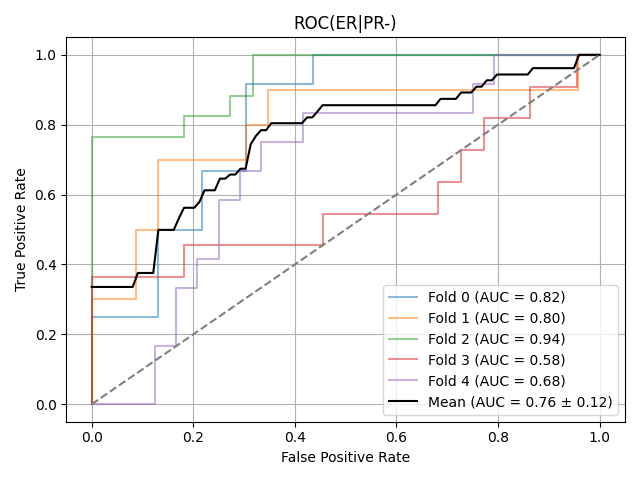 ROC(ER|PR-)
True Positive Rate
1.0
0.8
0.6
0.4
0.2
0.0
Fold 0 (AUC = 0.82)
Fold 1 (AUC = 0.80)
Fold 2 (AUC = 0.94)
Fold 3 (AUC = 0.58)
Fold 4 (AUC = 0.68)
Mean (AUC = 0.76 ± 0.12)
0.0 0.2 0.4 0.6 0.8 1.0
False Positive Rate